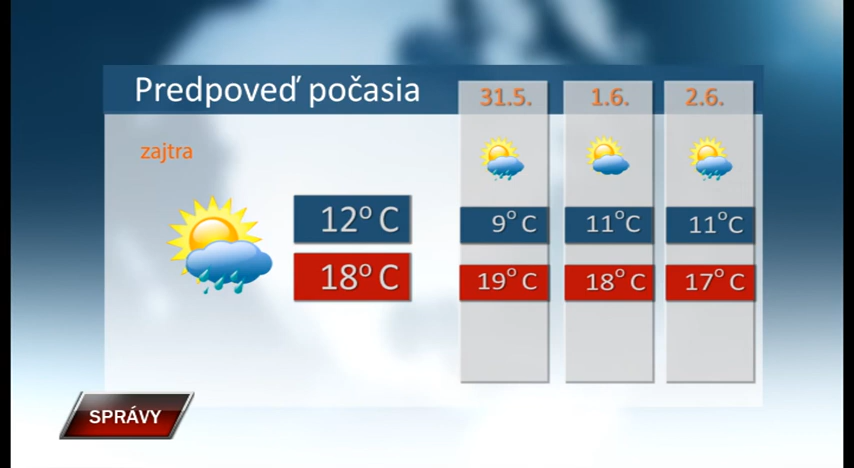 Predpoveď počasia
zajtra
12° C
18° C
31.5.
9° C
19° C
1.6.
11°C
18° C
2.6.
11°C
17° C
SPRÁVY